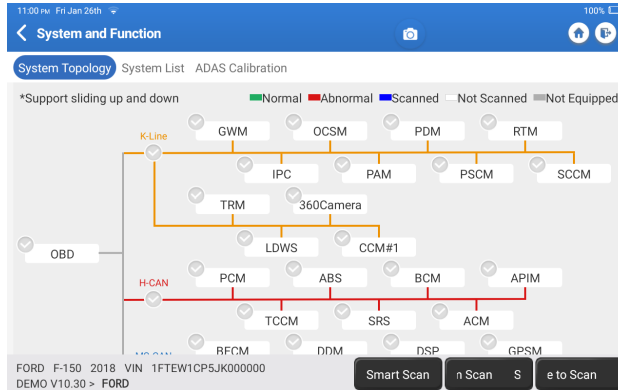 11:00 PM Fri Jan 26th 100%
System and Function
System Topology System List ADAS Calibration
*Support sliding up and down Normal Abnormal Scanned Not Scanned Not Equipped
K-Line
GWM OCSM PDM RTM
IPC PAM PSCM SCCM
TRM 360Camera
LDWS CCM#1
OBD
H-CAN
PCM ABS BCM APIM
TCCM SRS ACM
MS-CAN
BECM DDM DSP GPSM
FORD F-150 2018 VIN 1FTEW1CP5JK000000
DEMO V10.30 > FORD
Smart Scan n Scan S e to Scan